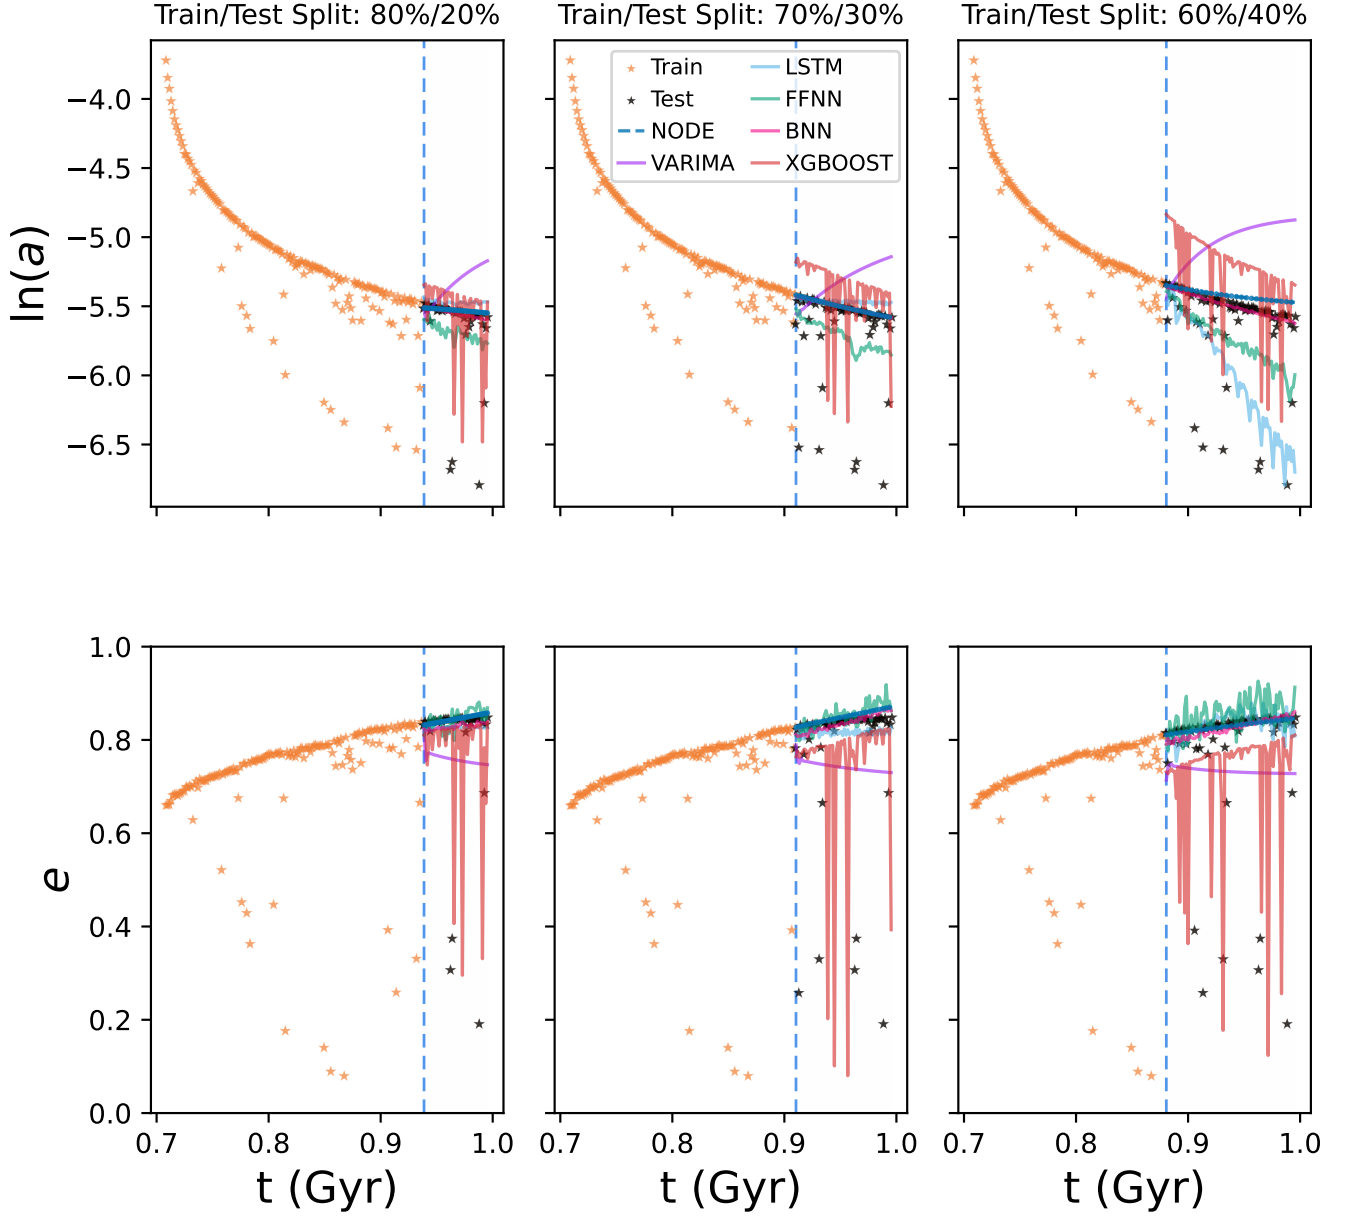 Train/Test Split: 80%/20%
Train/Test Split: 70%/30%
Train/Test Split: 60%/40%
Train
Test
NODE
VARIMA
LSTM
FFNN
BNN
XGBOOST
ln(a)
−4.0
−4.5
−5.0
−5.5
−6.0
−6.5
e
1.0
0.8
0.6
0.4
0.2
0.0
0.7 0.8 0.9 1.0
0.7 0.8 0.9 1.0
0.7 0.8 0.9 1.0
t (Gyr)
t (Gyr)
t (Gyr)